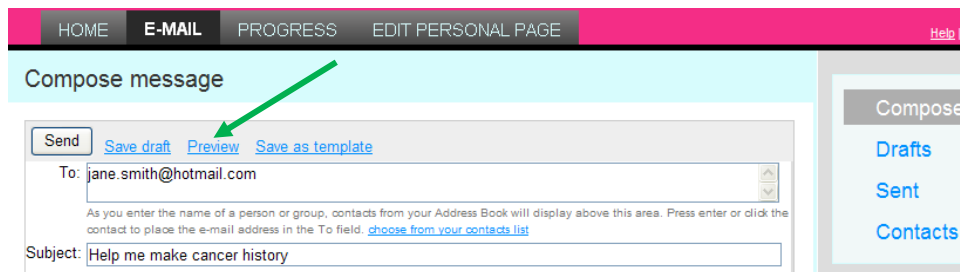 HOME E-MAIL PROGRESS EDIT PERSONAL PAGE
Help |
Compose message
Send Save draft Preview Save as template
To: jane.smith@hotmail.com
As you enter the name of a person or group, contacts from your Address Book will display above this area. Press enter or click the
contact to place the e-mail address in the To field. choose from your contacts list
Subject: Help me make cancer history
Compose
Drafts
Sent
Contacts